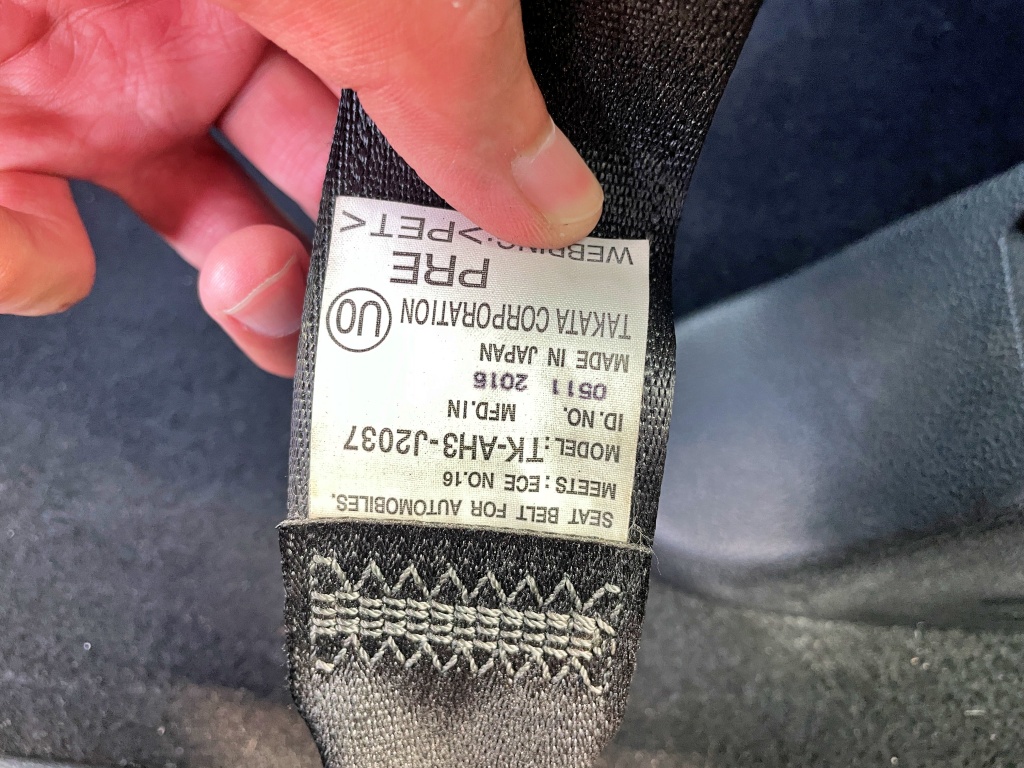 SEAT BELT FOR AUTOMOBILES.
MEETS: ECE NO.16
MODEL: TK-AH3-J2037
ID.NO. MFD.IN
0511 2016
MADE IN JAPAN
TAKATA CORPORATION U0
PRE
WEBBING:>PET<